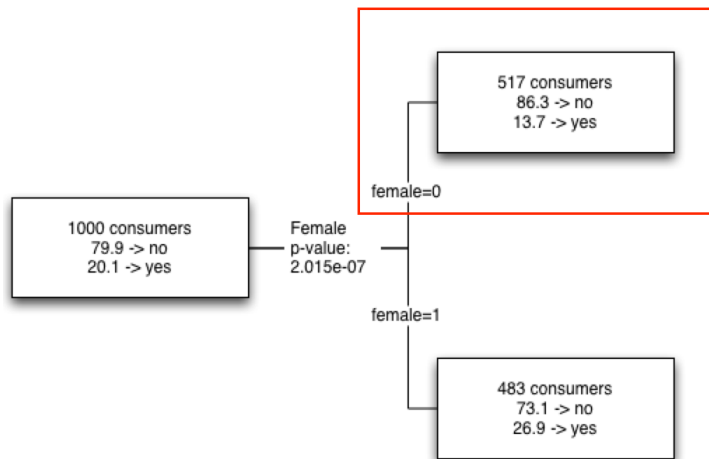 517 consumers
86.3 -> no
13.7 -> yes
female=0
1000 consumers
79.9 -> no
20.1 -> yes
Female
p-value:
2.015e-07
female=1
483 consumers
73.1 -> no
26.9 -> yes